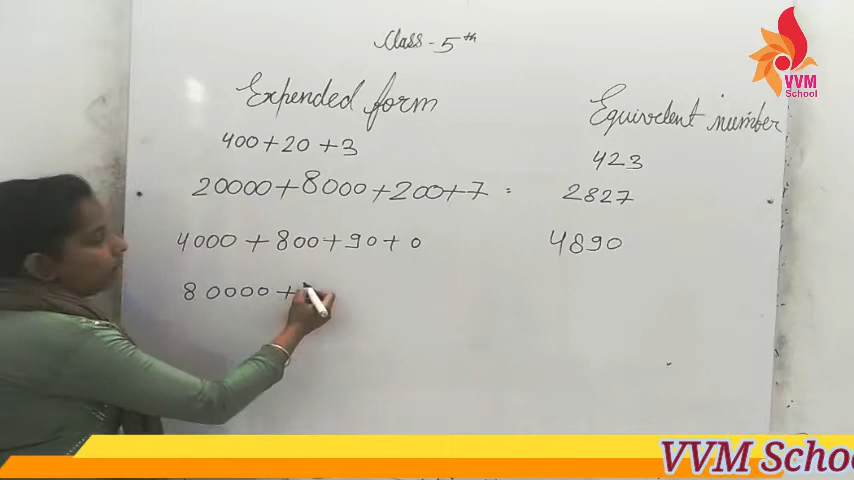 Class - 5th
VVM
School
Expended form
Equivelent number
400+20+3
423
20000+8000+200+7 =
2827
4000+800+90+0
4890
80000+
VVM Schoo